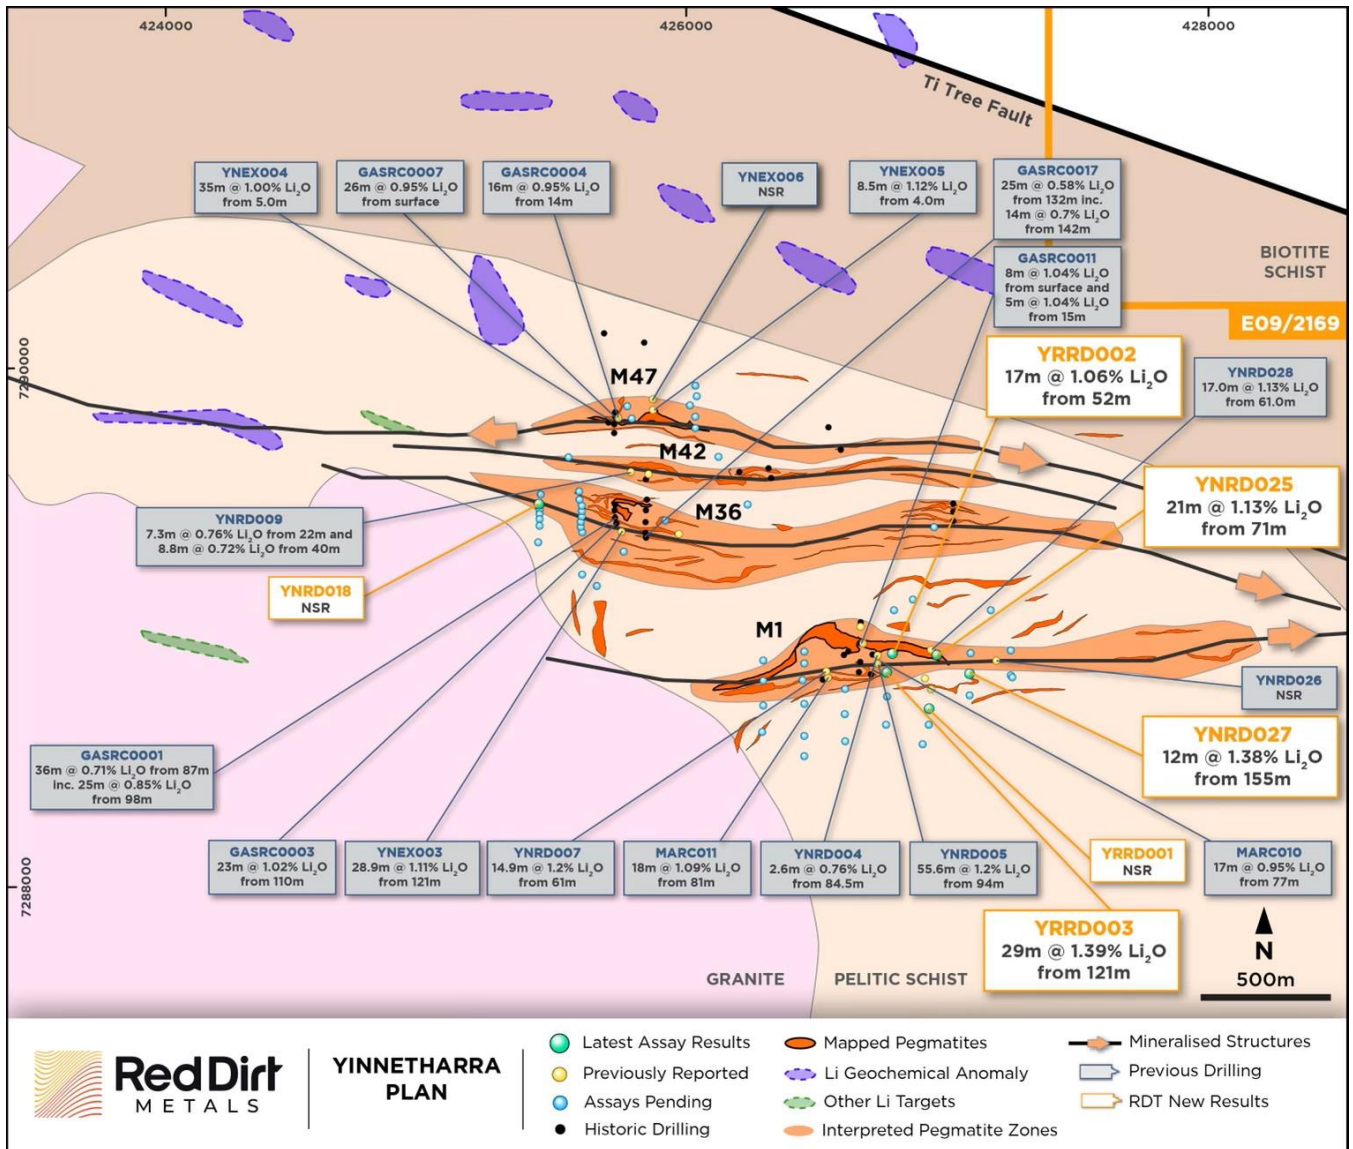 424000
426000
428000
Ti Tree Fault
YNEX004
35m @ 1.00% Li₂O
from 5.0m
GASRC0007
26m @ 0.95% Li₂O
from surface
GASRC0004
16m @ 0.95% Li₂O
from 14m
YNEX006
NSR
YNEX005
8.5m @ 1.12% Li₂O
from 4.0m
GASRC0017
25m @ 0.58% Li₂O
from 132m inc.
14m @ 0.7% Li₂O
from 142m
GASRC0011
8m @ 1.04% Li₂O
from surface and
5m @ 1.04% Li₂O
from 15m
BIOTITE
SCHIST
E09/2169
7290000
YRRD002
17m @ 1.06% Li₂O
from 52m
YNRD028
17.0m @ 1.13% Li₂O
from 61.0m
M47
M42
M36
YNRD025
21m @ 1.13% Li₂O
from 71m
YNRD009
7.3m @ 0.76% Li₂O from 22m and
8.8m @ 0.72% Li₂O from 40m
YNRD018
NSR
M1
YNRD026
NSR
YNRD027
12m @ 1.38% Li₂O
from 155m
GASRC0001
36m @ 0.71% Li₂O from 87m
inc. 25m @ 0.85% Li₂O
from 98m
7288000
GASRC0003
23m @ 1.02% Li₂O
from 110m
YNEX003
28.9m @ 1.11% Li₂O
from 121m
YNRD007
14.9m @ 1.2% Li₂O
from 61m
MARC011
18m @ 1.09% Li₂O
from 81m
YNRD004
2.6m @ 0.76% Li₂O
from 84.5m
YNRD005
55.6m @ 1.2% Li₂O
from 94m
YRRD001
NSR
MARC010
17m @ 0.95% Li₂O
from 77m
YRRD003
29m @ 1.39% Li₂O
from 121m
N
500m
GRANITE
PELITIC SCHIST
Red Dirt
METALS
YINNETHARRA
PLAN
Latest Assay Results
Previously Reported
Assays Pending
Historic Drilling
Mapped Pegmatites
Li Geochemical Anomaly
Other Li Targets
Interpreted Pegmatite Zones
Mineralised Structures
Previous Drilling
RDT New Results